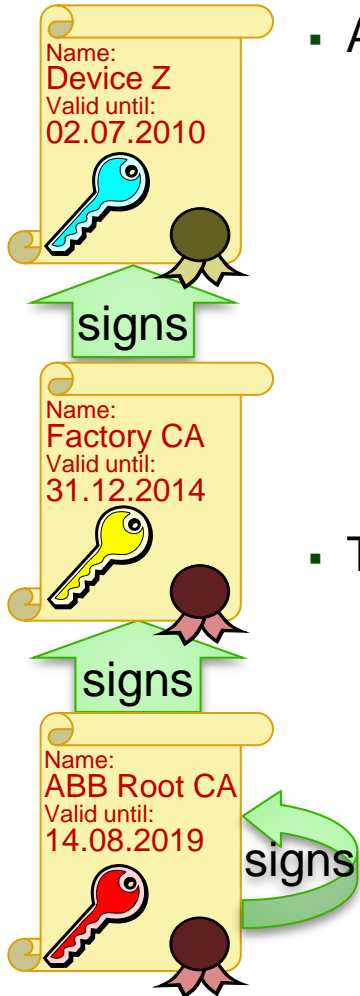 Name:
Device Z
Valid until:
02.07.2010
signs
Name:
Factory CA
Valid until:
31.12.2014
signs
Name:
ABB Root CA
Valid until:
14.08.2019
signs
▪ A
▪ T